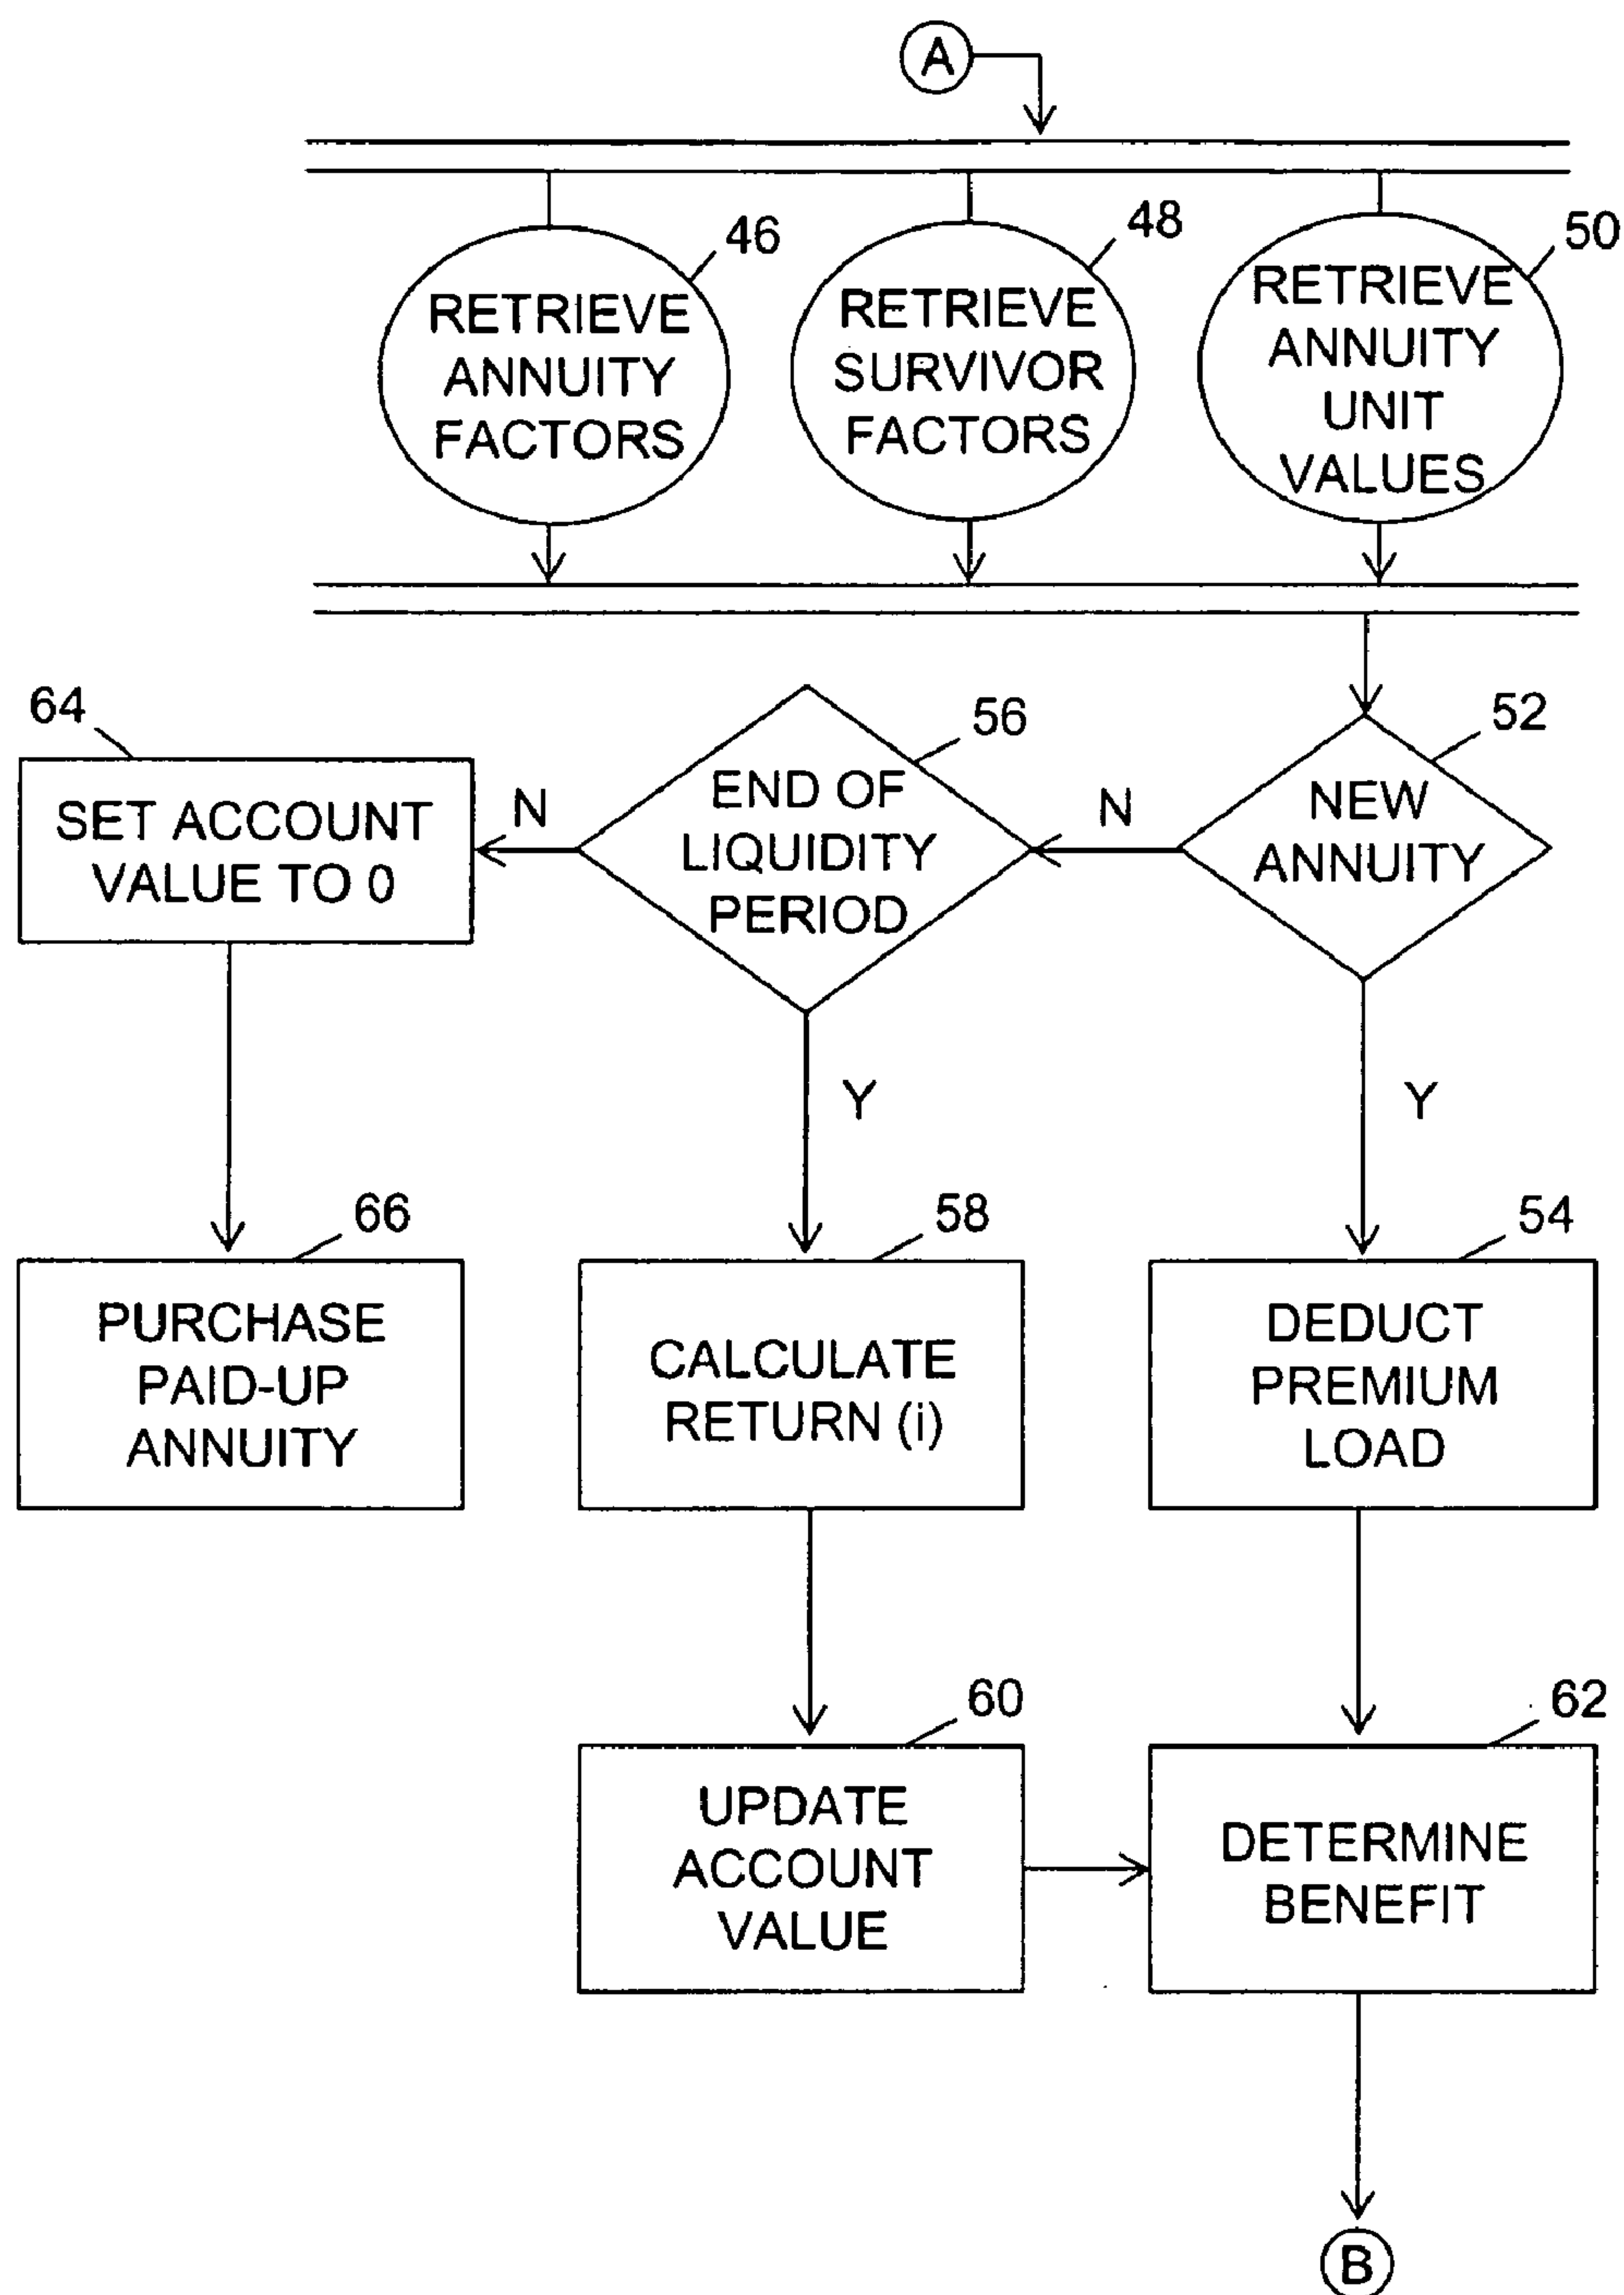 A
46
48
50
RETRIEVE
ANNUITY
FACTORS
RETRIEVE
SURVIVOR
FACTORS
RETRIEVE
ANNUITY
UNIT
VALUES
64
56
52
SET ACCOUNT
VALUE TO 0
N
END OF
LIQUIDITY
PERIOD
N
NEW
ANNUITY
Y
Y
66
58
54
PURCHASE
PAID-UP
ANNUITY
CALCULATE
RETURN (i)
DEDUCT
PREMIUM
LOAD
60
62
UPDATE
ACCOUNT
VALUE
DETERMINE
BENEFIT
B